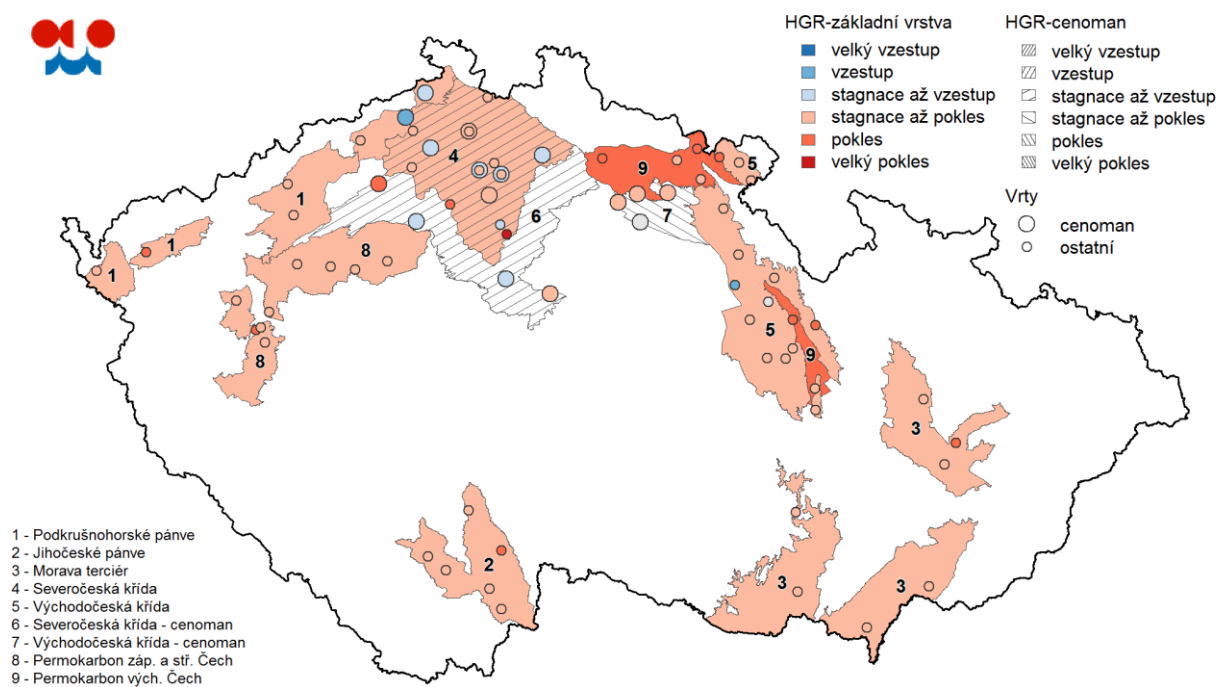 HGR-základní vrstva
velký vzestup
vzestup
stagnace až vzestup
stagnace až pokles
pokles
velký pokles
HGR-cenoman
velký vzestup
vzestup
stagnace až vzestup
stagnace až pokles
pokles
velký pokles
Vrty
cenoman
ostatní
4
5
9
1
7
6
1
8
1
5
9
8
3
2
3
3
1 - Podkrušnohorské pánve
2 - Jihočeské pánve
3 - Morava terciér
4 - Severočeská křída
5 - Východočeská křída
6 - Severočeská křída - cenoman
7 - Východočeská křída - cenoman
8 - Permokarbon záp. a stř. Čech
9 - Permokarbon vých. Čech